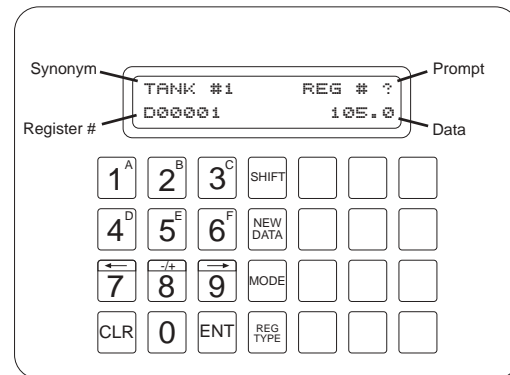 Synonym
Prompt
TANK #1 REG # ?
D00001 105.0
Register #
Data
1 A 2 B 3 C SHIFT
4 D 5 E 6 F NEW DATA
← -/+ →
7 8 9 MODE
CLR 0 ENT REG TYPE